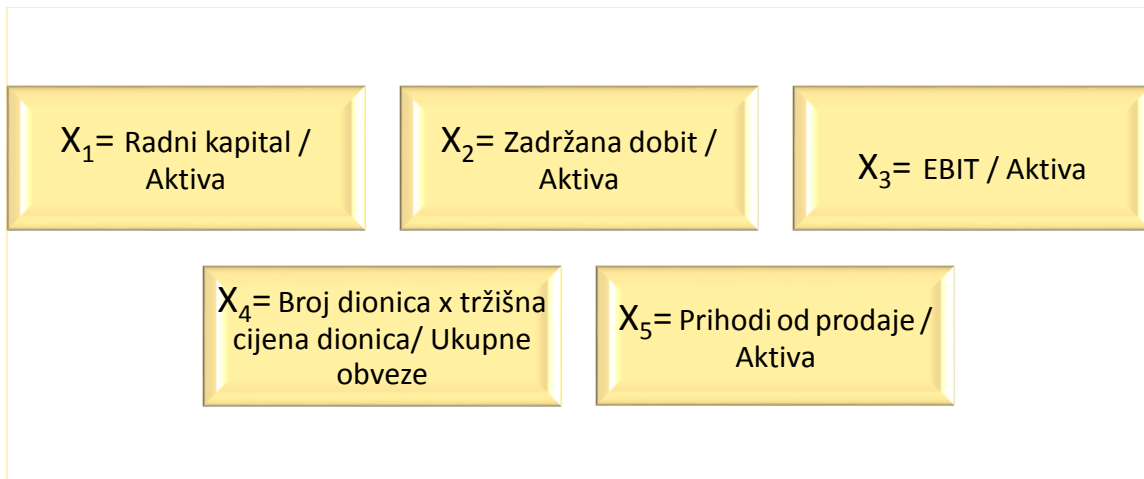 X₁= Radni kapital /
Aktiva
X₂= Zadržana dobit /
Aktiva
X₃= EBIT / Aktiva
X₄= Broj dionica x tržišna
cijena dionica/ Ukupne
obveze
X₅= Prihodi od prodaje /
Aktiva